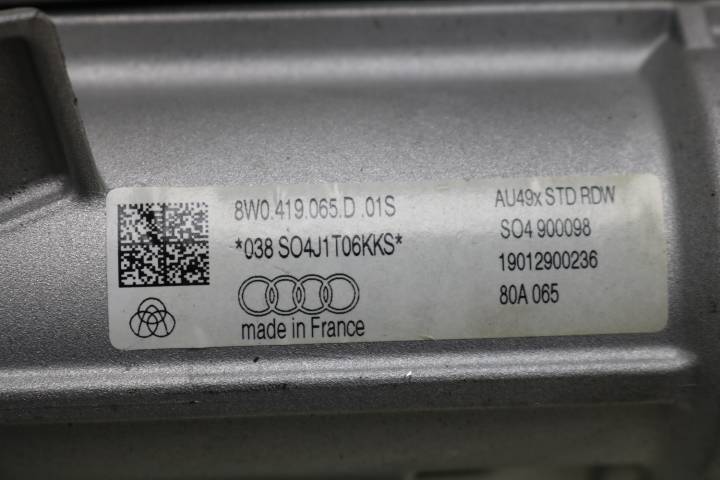 8W0.419.065.D .01S
*038 SO4J1T06KKS*
made in France
AU49x STD RDW
SO4 900098
19012900236
80A 065